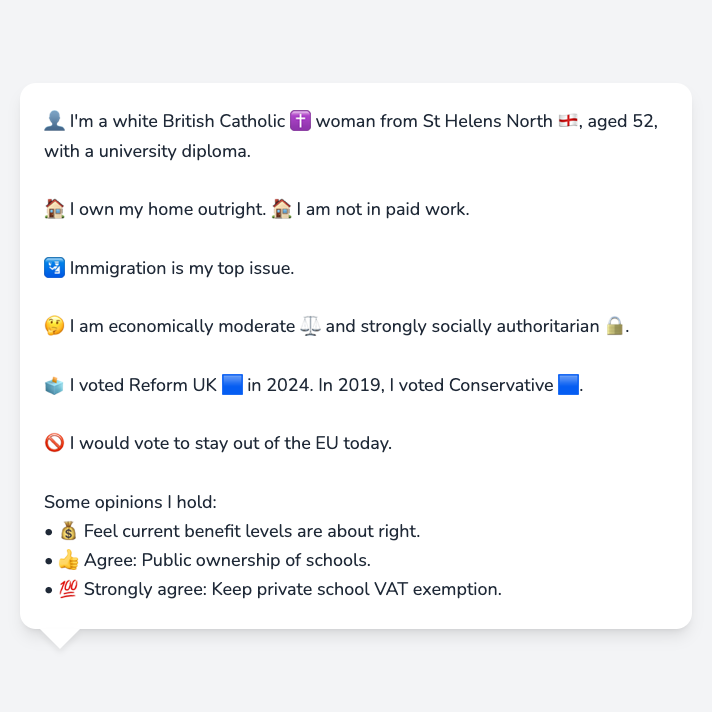 👤 I'm a white British Catholic ✝️ woman from St Helens North 🏴󠁧󠁢󠁥󠁮󠁧󠁿, aged 52,
with a university diploma.
🏠 I own my home outright. 🏠 I am not in paid work.
🛂 Immigration is my top issue.
🤔 I am economically moderate ⚖️ and strongly socially authoritarian 🔒.
🗳️ I voted Reform UK 🟦 in 2024. In 2019, I voted Conservative 🟦.
🚫 I would vote to stay out of the EU today.
Some opinions I hold:
• 💰 Feel current benefit levels are about right.
• 👍 Agree: Public ownership of schools.
• 💯 Strongly agree: Keep private school VAT exemption.